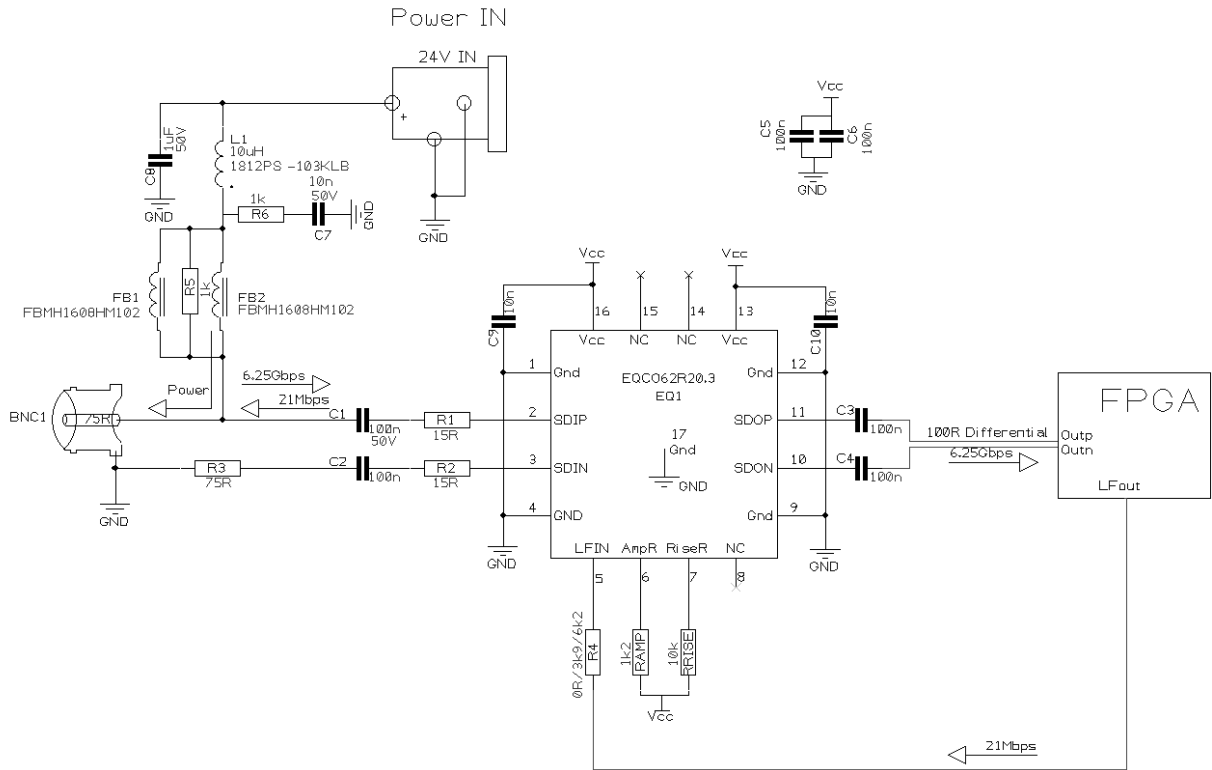 Power IN
24V IN
+
C8
1uF
50V
GND
L1
10uH
1812PS -103KLB
1k
R6
10n
50V
C7
GND
GND
Vcc
C5
100n
C6
100n
GND
FB1
FBMH1608HM102
R5
1k
FB2
FBMH1608HM102
Power
6.25Gbps
21Mbps
BNC1
75R
C1
100n
50V
R1
15R
R3
75R
C2
100n
R2
15R
GND
Vcc
C9
10n
16
Vcc
15
NC
14
NC
Vcc
13
Vcc
C10
10n
1
Gnd
2
SDIP
3
SDIN
4
GND
GND
EQCO62R20.3
EQ1
17
Gnd
GND
12
Gnd
11
SDOP
10
SDON
9
Gnd
GND
LFIN
AmpR
RiseR
NC
5
6
7
8
0R/3k9/6k2
R4
1k2
RAMP
10k
RRISE
Vcc
C3
100n
C4
100n
100R Differential
6.25Gbps
FPGA
Outp
Outn
LFout
21Mbps